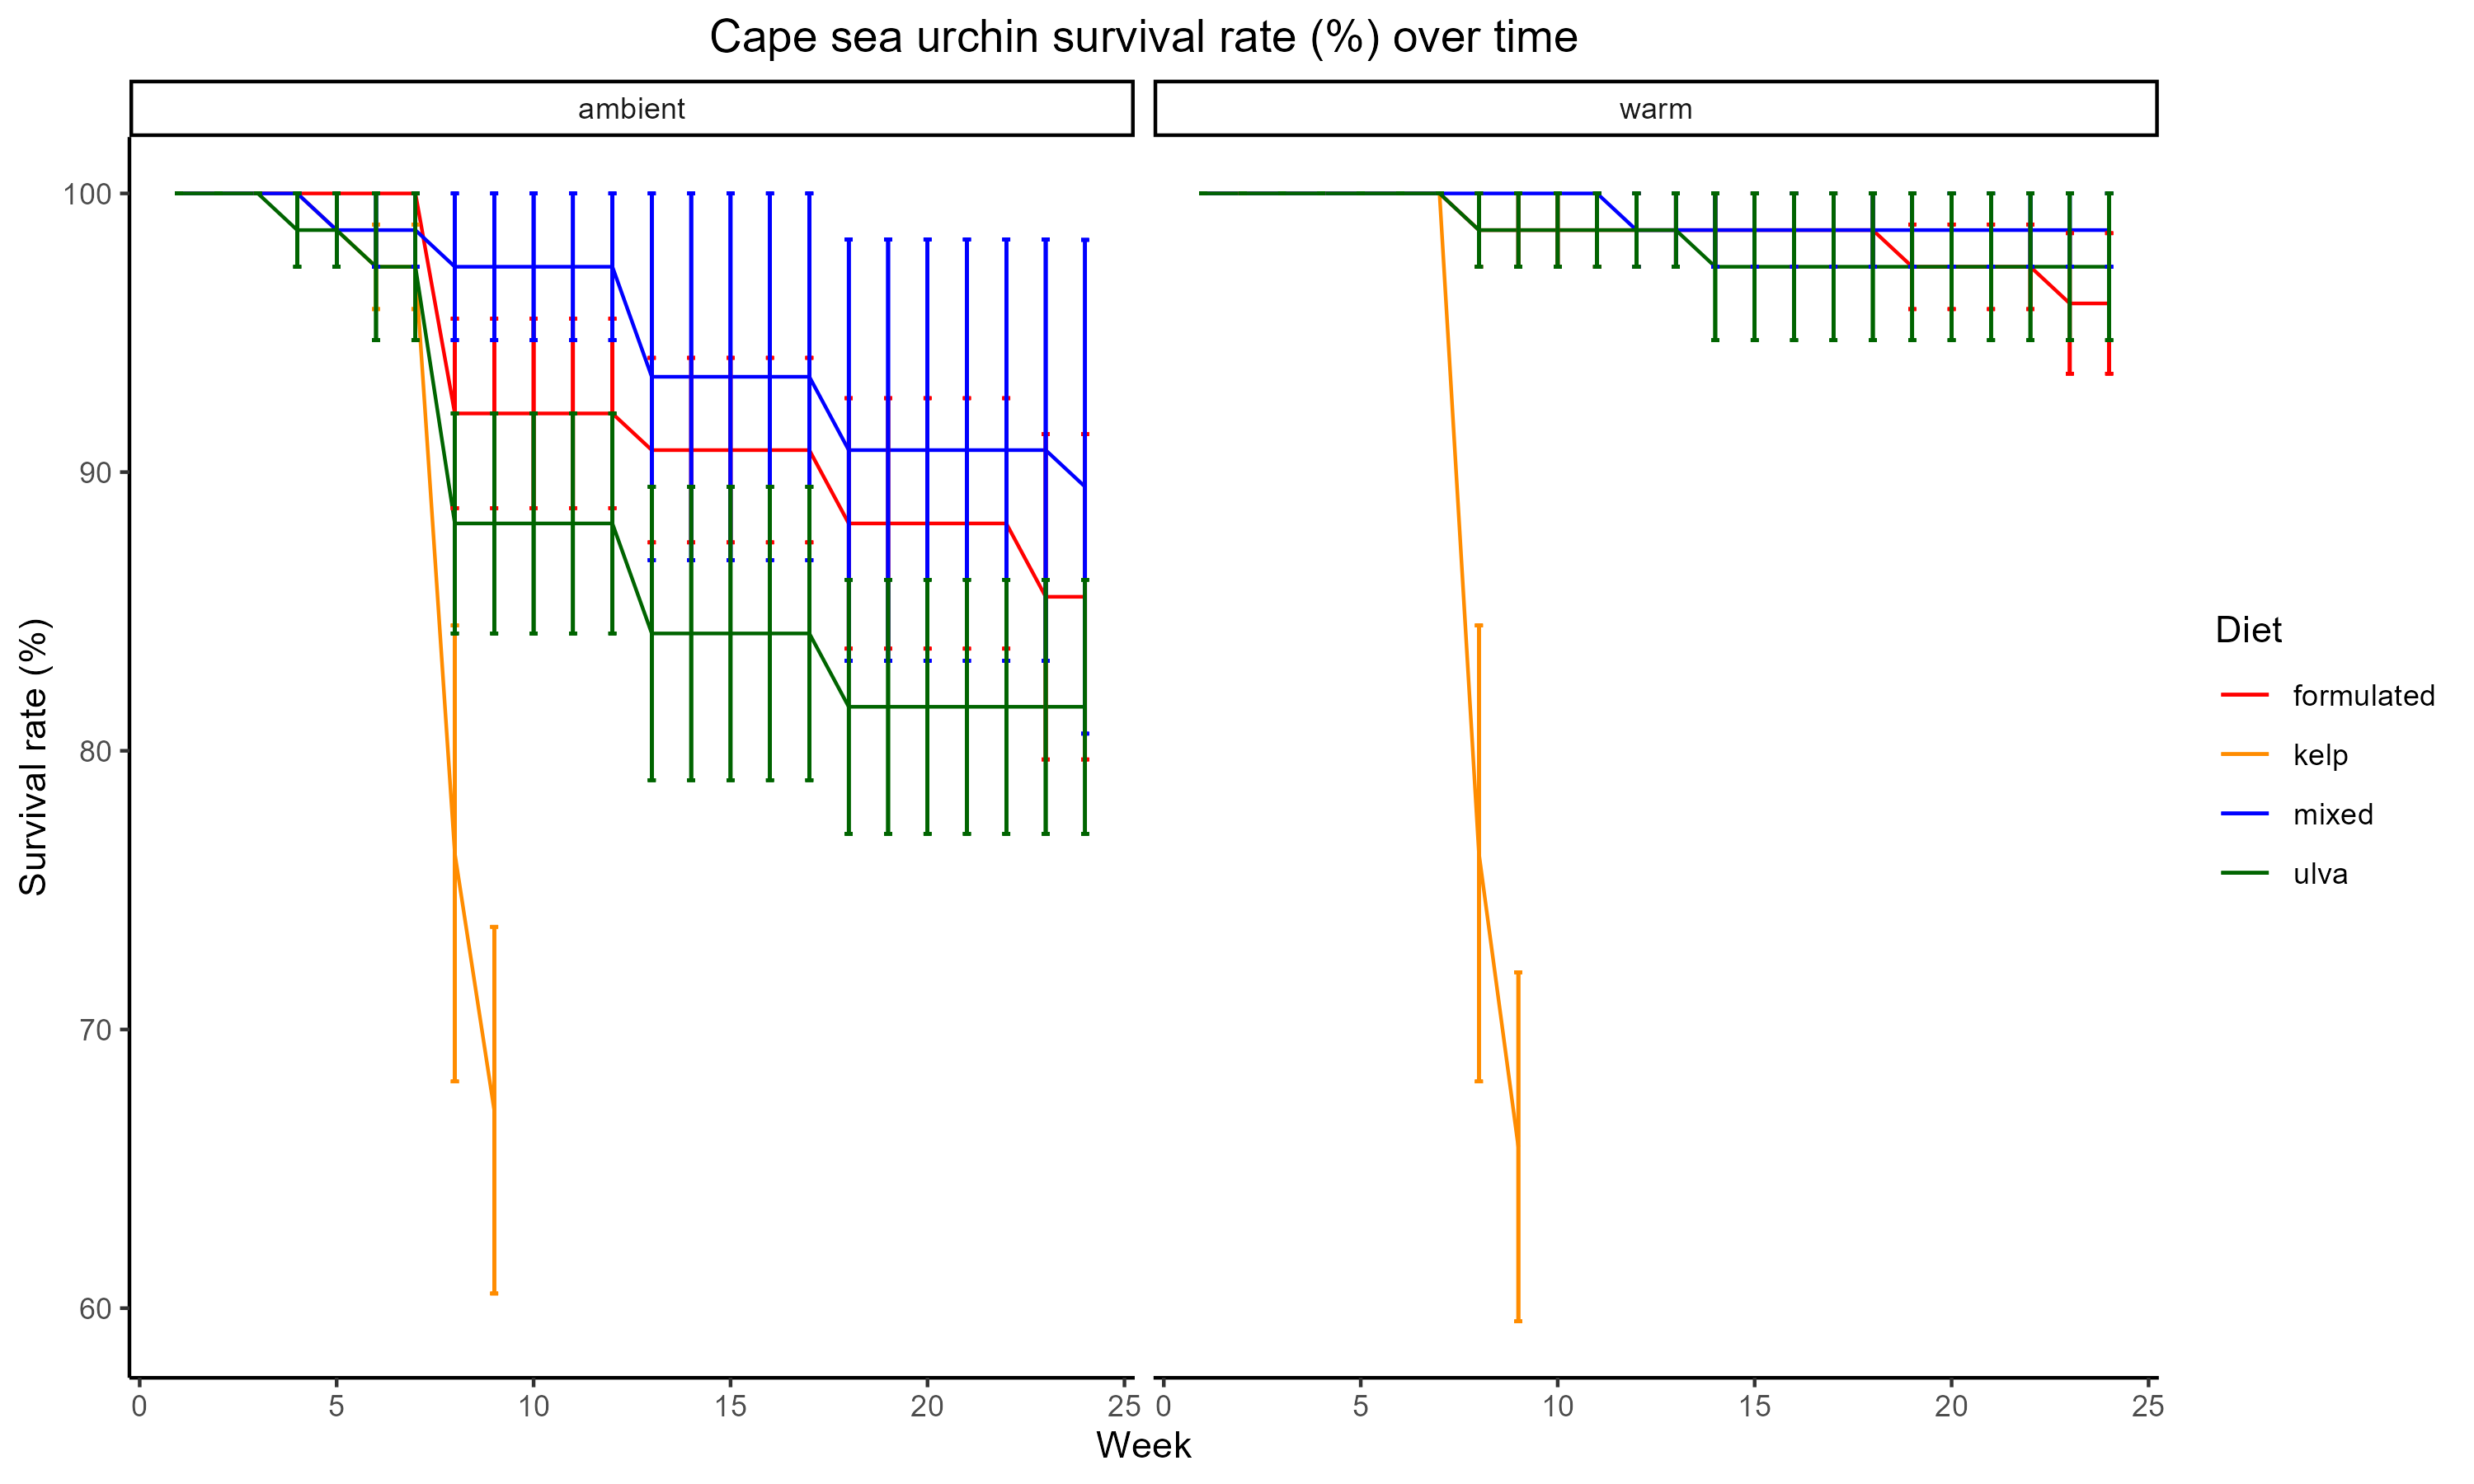 Cape sea urchin survival rate (%) over time
ambient
warm
Survival rate (%)
100
90
80
70
60
0 5 10 15 20 25
0 5 10 15 20 25
Week
Diet
formulated
kelp
mixed
ulva